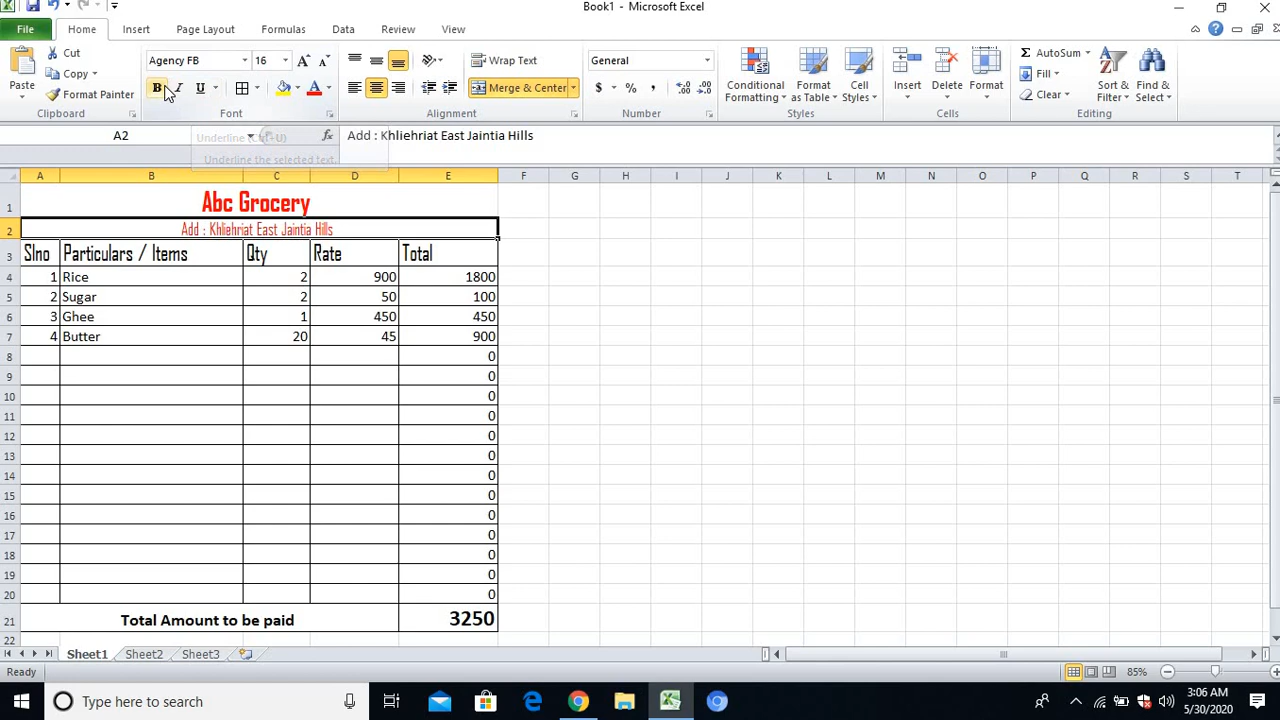 Book1 - Microsoft Excel
File Home Insert Page Layout Formulas Data Review View
Paste Cut Copy Format Painter Clipboard
Agency FB 16 A A B I U A Font
Wrap Text Merge & Center Alignment
General $ % , Number
Conditional Formatting Format as Table Cell Styles Styles
Insert Delete Format Cells
AutoSum Fill Clear Sort & Filter Find & Select Editing
A2 fx Add : Khliehriat East Jaintia Hills
Underline (Ctrl+U)
Underline the selected text.
A B C D E F G H I J K L M N O P Q R S T
1 Abc Grocery
2 Add : Khliehriat East Jaintia Hills
3 Slno Particulars / Items Qty Rate Total
4 1 Rice 2 900 1800
5 2 Sugar 2 50 100
6 3 Ghee 1 450 450
7 4 Butter 20 45 900
8 0
9 0
10 0
11 0
12 0
13 0
14 0
15 0
16 0
17 0
18 0
19 0
20 0
21 Total Amount to be paid 3250
22
Sheet1 Sheet2 Sheet3
Ready 85%
Type here to search 3:06 AM
5/30/2020